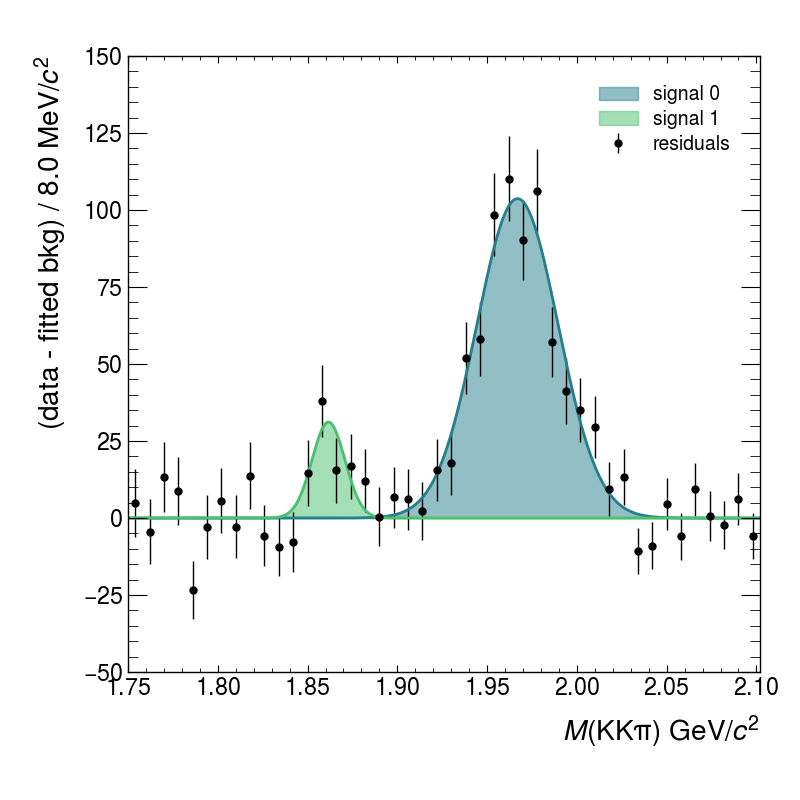 (data - fitted bkg) / 8.0 MeV/c²
150
125
100
75
50
25
0
−25
−50
signal 0
signal 1
residuals
1.75 1.80 1.85 1.90 1.95 2.00 2.05 2.10
M(KKπ) GeV/c²